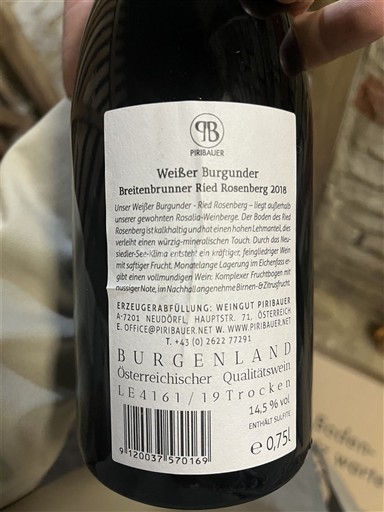 PB
PIRIBAUER
Weißer Burgunder
Breitenbrunner Ried Rosenberg 2018
Unser Weißer Burgunder - Ried Rosenberg – liegt außerhalb
unserer gewohnten Rosalia-Weinberge. Der Boden des Ried
Rosenberg ist kalkhaltig und hat einen hohen Lehmanteil, dies
verleiht einen würzig-mineralischen Touch. Durch das Neu-
siedler-See-Klima entsteht ein kräftiger, feingliedriger Wein
mit saftiger Frucht. Monatelange Lagerung im Eichenfass er-
gibt einen vollmundigen Wein: Komplexer Fruchtbogen mit
nussiger Note, im Nachhall angenehme Birnen- & Zitrusfrucht.
ERZEUGERABFÜLLUNG: WEINGUT PIRIBAUER
A-7201 NEUDÖRFL, HAUPTSTR. 71, ÖSTERREICH
E. OFFICE@PIRIBAUER.NET W. WWW.PIRIBAUER.NET
T. +43 (0) 2622 77291
BURGENLAND
Österreichischer Qualitätswein
LE4161/19 Trocken
14,5 % vol
ENTHÄLT SULFITE
e 0,75l
9 120037 570169